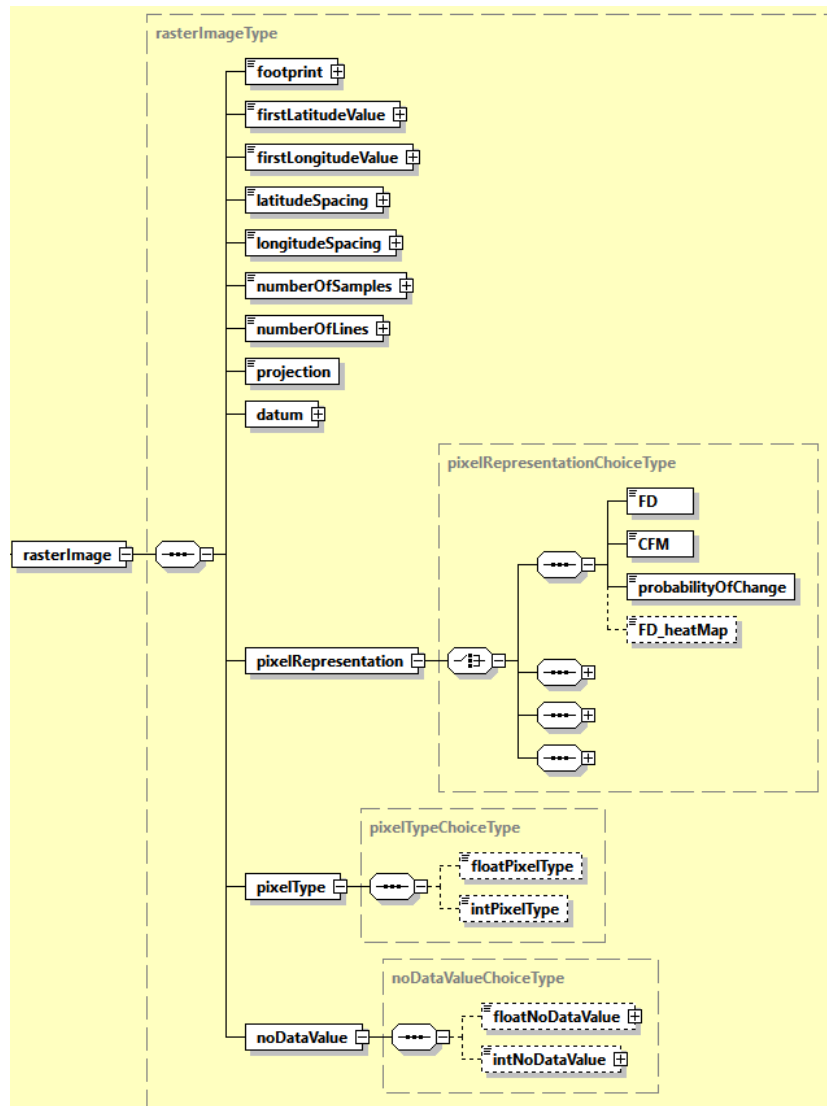 rasterImageType
footprint
firstLatitudeValue
firstLongitudeValue
latitudeSpacing
longitudeSpacing
numberOfSamples
numberOfLines
projection
datum
pixelRepresentationChoiceType
FD
CFM
rasterImage
probabilityOfChange
FD_heatMap
pixelRepresentation
pixelTypeChoiceType
floatPixelType
pixelType
intPixelType
noDataValueChoiceType
floatNoDataValue
noDataValue
intNoDataValue